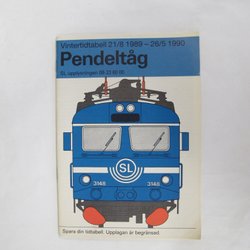 Vintertidtabell 21/8 1989 – 26/5 1990
Pendeltåg
SL upplysningen 08-23 60 00
SL
3148 3148
Spara din tidtabell. Upplagan är begränsad.